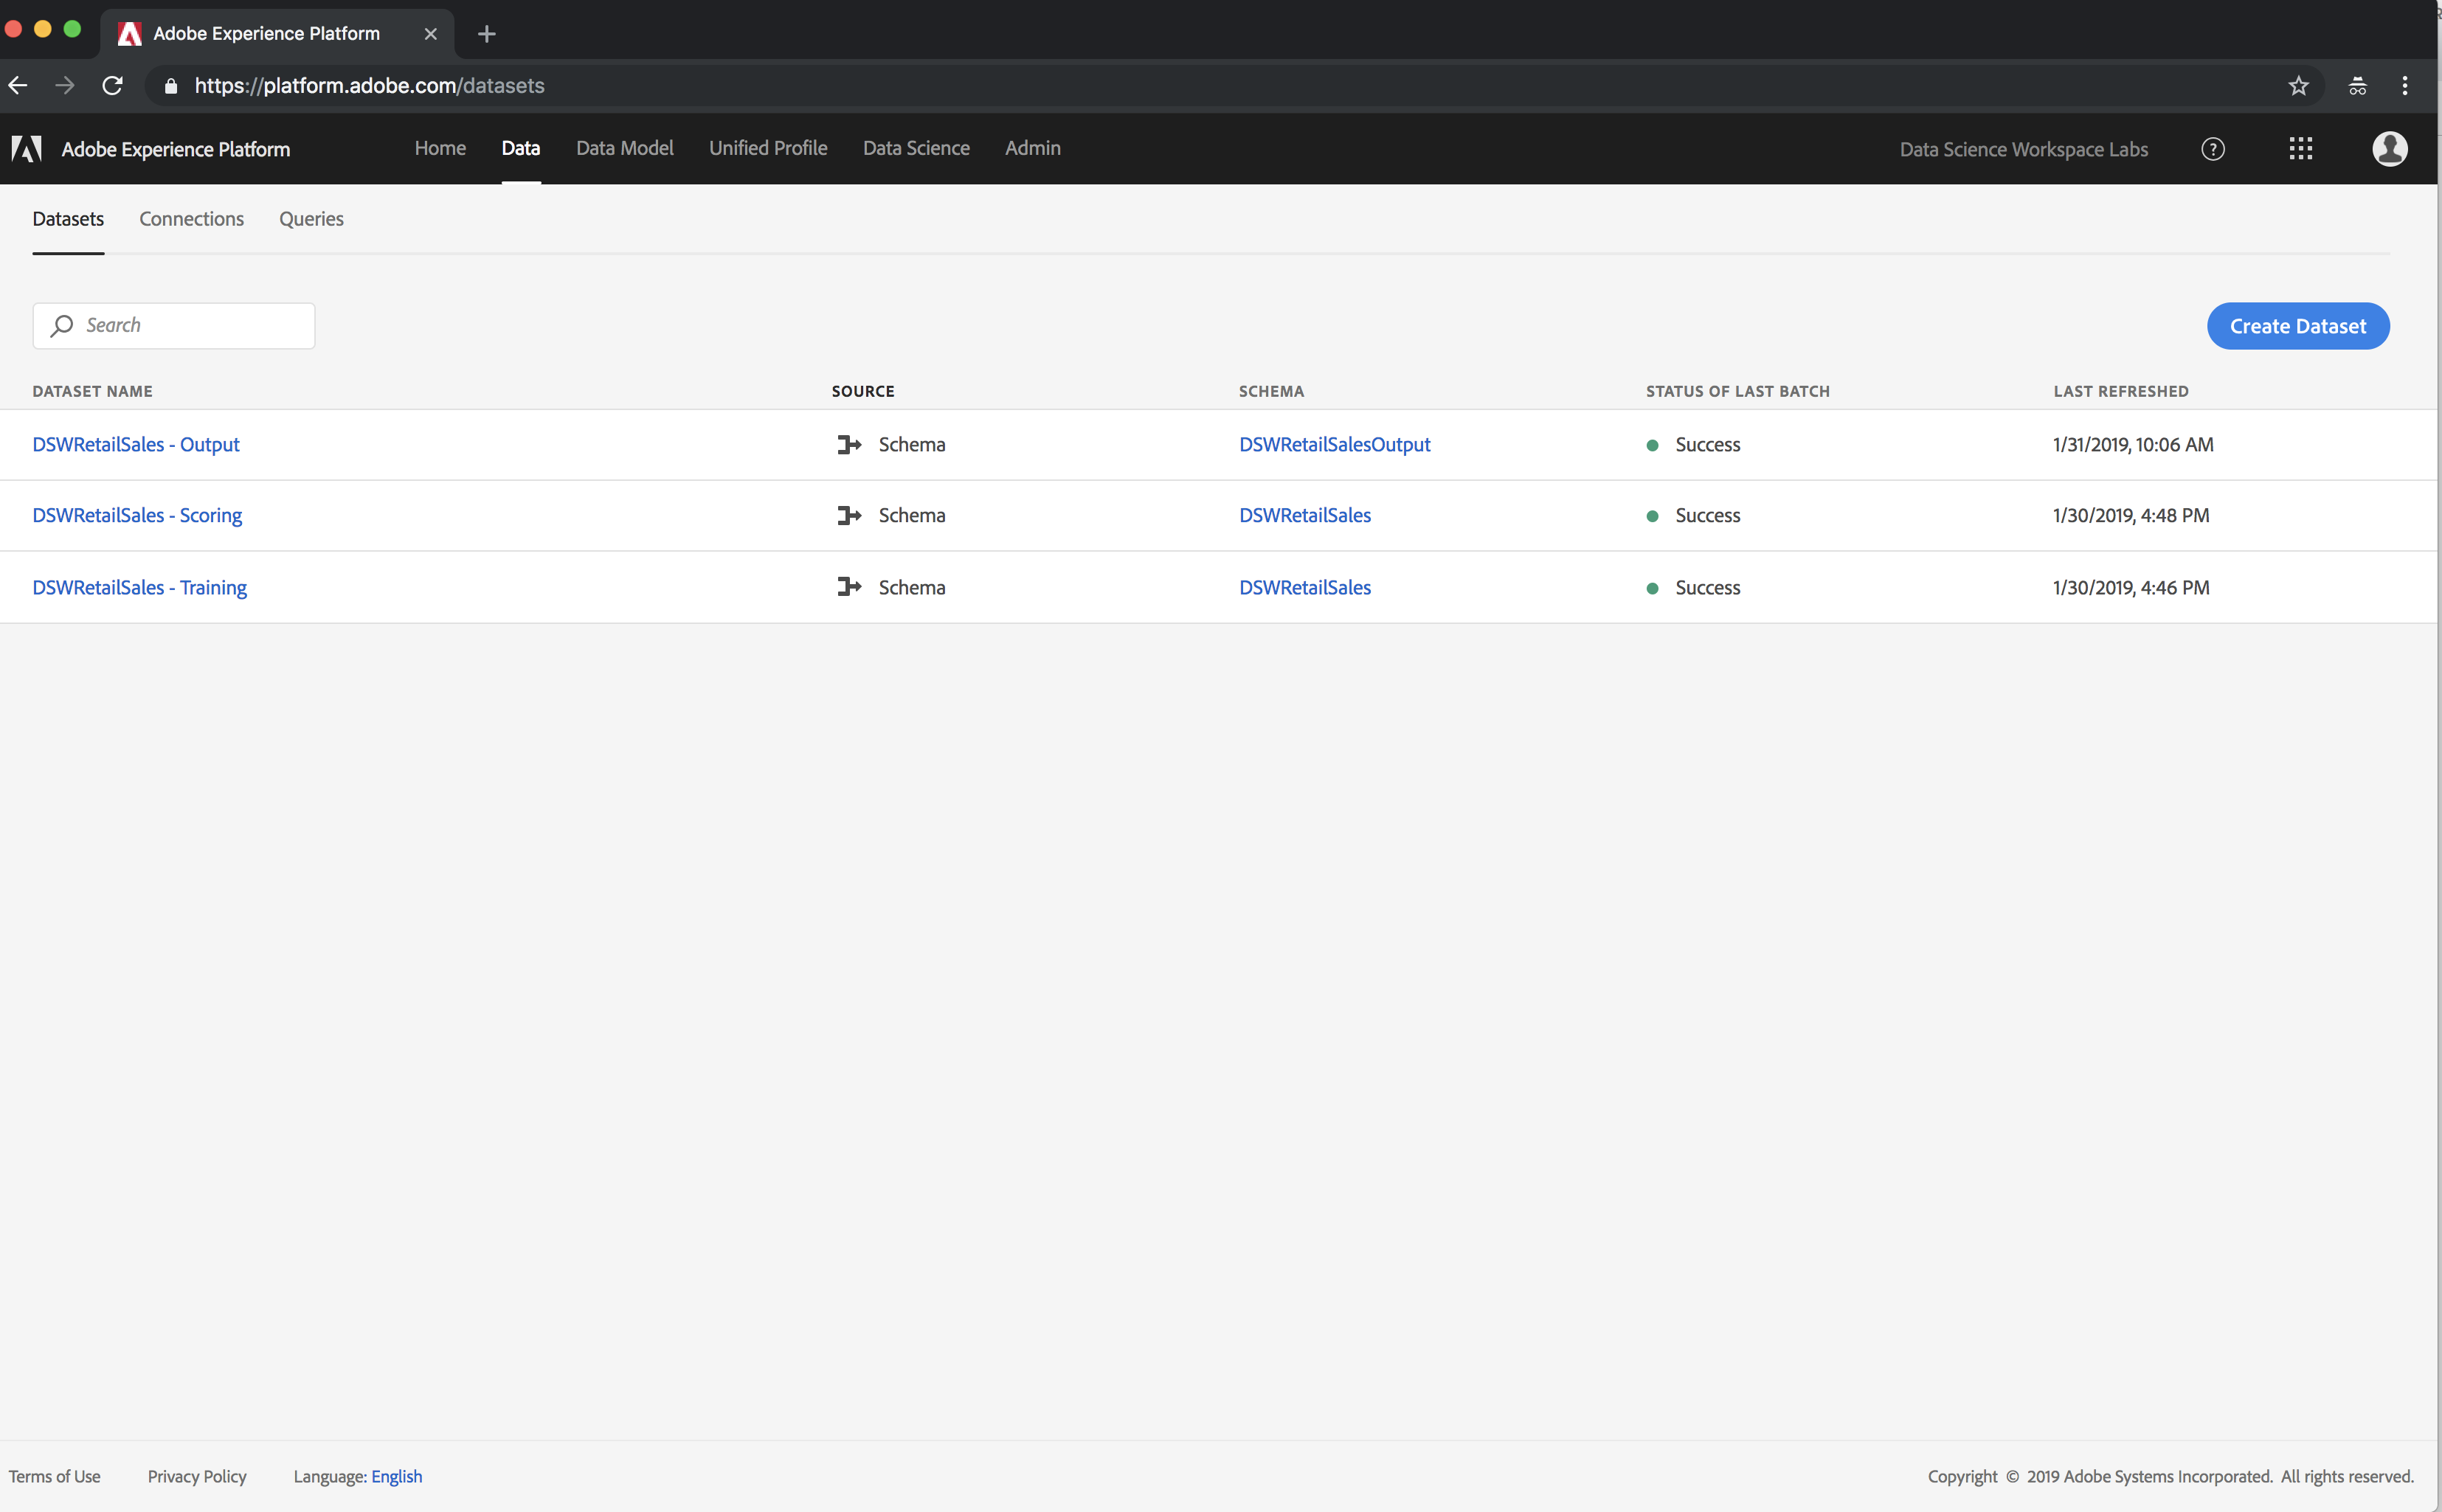 Adobe Experience Platform
https://platform.adobe.com/datasets
Adobe Experience Platform Home Data Data Model Unified Profile Data Science Admin Data Science Workspace Labs ?
Datasets Connections Queries
Search Create Dataset
DATASET NAME SOURCE SCHEMA STATUS OF LAST BATCH LAST REFRESHED
DSWRetailSales - Output Schema DSWRetailSalesOutput Success 1/31/2019, 10:06 AM
DSWRetailSales - Scoring Schema DSWRetailSales Success 1/30/2019, 4:48 PM
DSWRetailSales - Training Schema DSWRetailSales Success 1/30/2019, 4:46 PM
Terms of Use Privacy Policy Language: English Copyright © 2019 Adobe Systems Incorporated. All rights reserved.